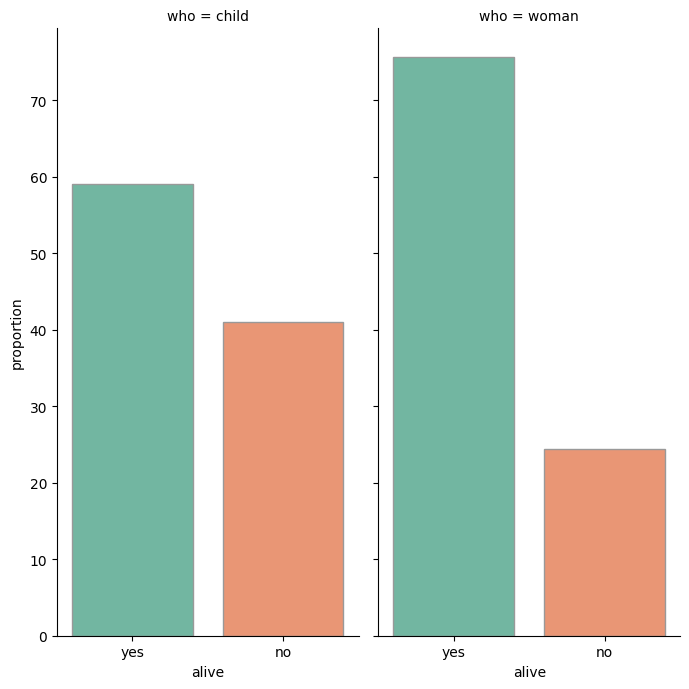 who = child
who = woman
proportion
70
60
50
40
30
20
10
0
yes
no
yes
no
alive
alive